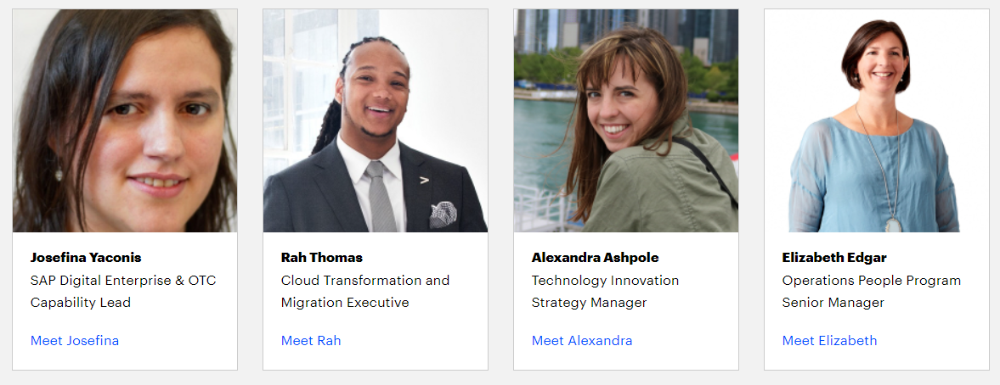 Josefina Yaconis
SAP Digital Enterprise & OTC
Capability Lead
Meet Josefina
Rah Thomas
Cloud Transformation and
Migration Executive
Meet Rah
Alexandra Ashpole
Technology Innovation
Strategy Manager
Meet Alexandra
Elizabeth Edgar
Operations People Program
Senior Manager
Meet Elizabeth